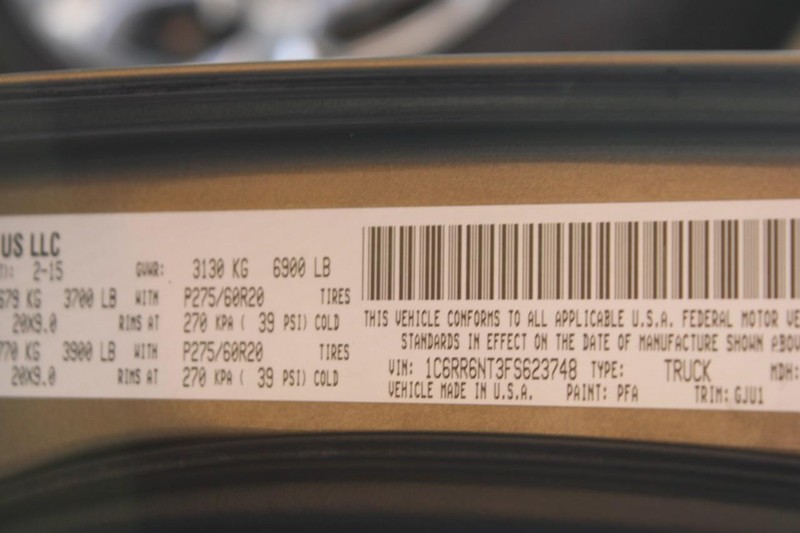 US LLC
2-15 GVWR: 3130 KG 6900 LB
679 KG 3700 LB WITH P275/60R20 TIRES
20X9.0 RIMS AT 270 KPA ( 39 PSI) COLD
770 KG 3900 LB WITH P275/60R20 TIRES
20X9.0 RIMS AT 270 KPA ( 39 PSI) COLD
THIS VEHICLE CONFORMS TO ALL APPLICABLE U.S.A. FEDERAL MOTOR VE
STANDARDS IN EFFECT ON THE DATE OF MANUFACTURE SHOWN ABOV
VIN: 1C6RR6NT3FS623748 TYPE: TRUCK MDH:
VEHICLE MADE IN U.S.A. PAINT: PFA TRIM: GJU1